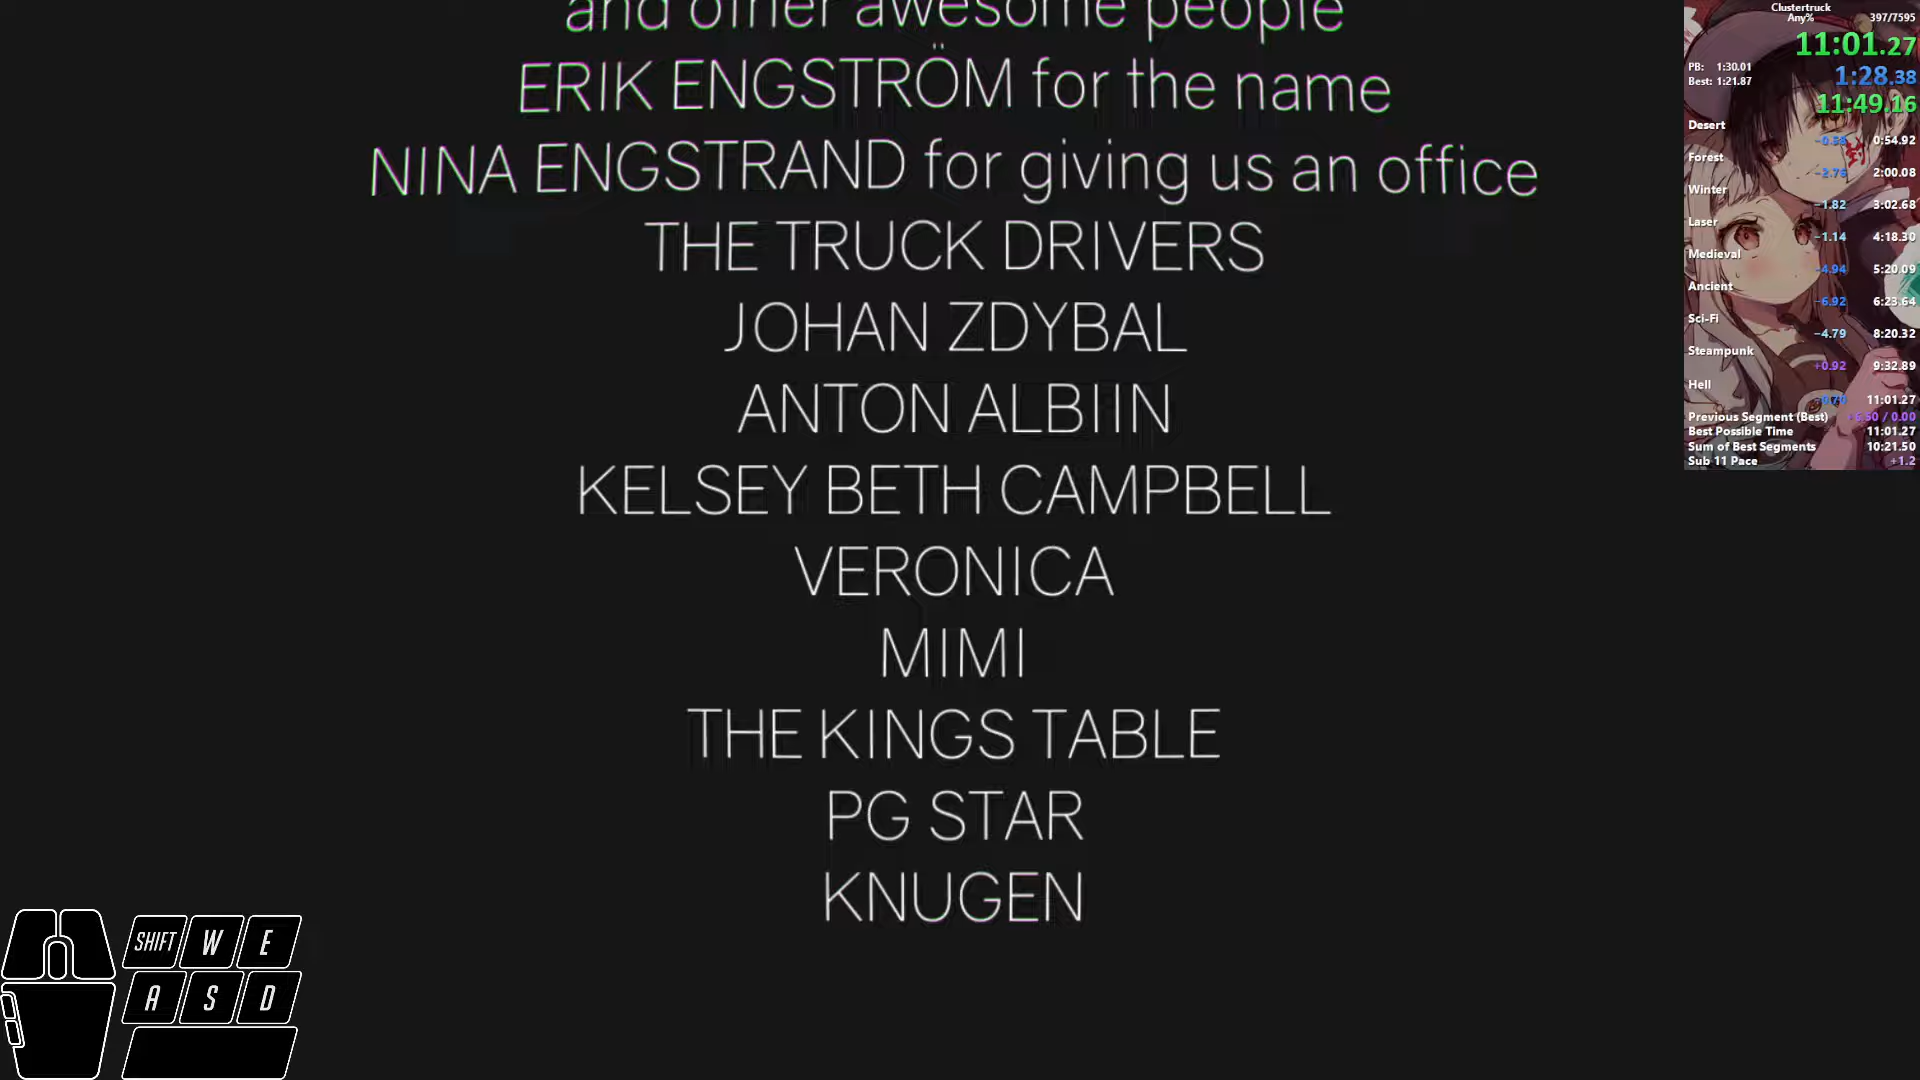 and other awesome people
ERIK ENGSTRÖM for the name
NINA ENGSTRAND for giving us an office
THE TRUCK DRIVERS
JOHAN ZDYBAL
ANTON ALBIIN
KELSEY BETH CAMPBELL
VERONICA
MIMI
THE KINGS TABLE
PG STAR
KNUGEN
Clustertruck
Any% 397/7595
11:01.27
PB: 1:30.01 1:28.38
Best: 1:21.87
11:49.16
Desert
0:54.92
Forest
-2.76 2:00.08
Winter
-1.82 3:02.68
Laser
-1.14 4:18.30
Medieval
-4.94 5:20.09
Ancient
-6.92 6:23.64
Sci-Fi
-4.79 8:20.32
Steampunk
+0.92 9:32.89
Hell
11:01.27
Previous Segment (Best) / 0.00
Best Possible Time 11:01.27
Sum of Best Segments 10:21.50
Sub 11 Pace +1.2
SHIFT W E
A S D